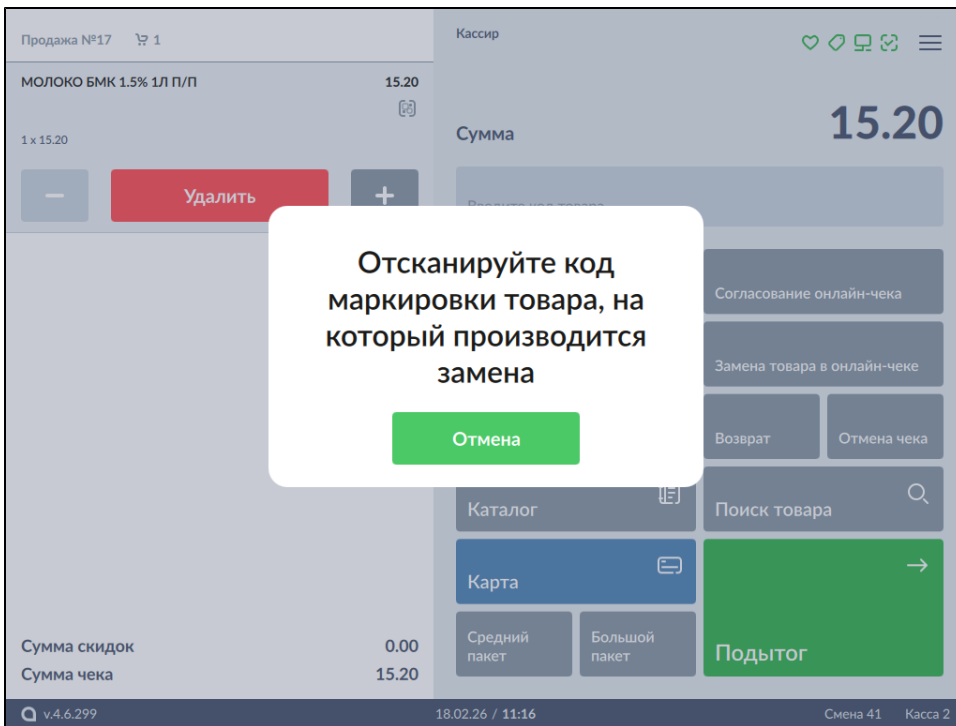 Продажа №17 1
Кассир
МОЛОКО БМК 1.5% 1Л П/П 15.20
1 x 15.20
Сумма 15.20
Удалить
Введите код товара
Отсканируйте код
маркировки товара, на
который производится
замена
Отмена
Согласование онлайн-чека
Замена товара в онлайн-чеке
Возврат
Отмена чека
Каталог
Поиск товара
Карта
Средний
пакет
Большой
пакет
Подытог
Сумма скидок 0.00
Сумма чека 15.20
v.4.6.299
18.02.26 / 11:16
Смена 41 Касса 2